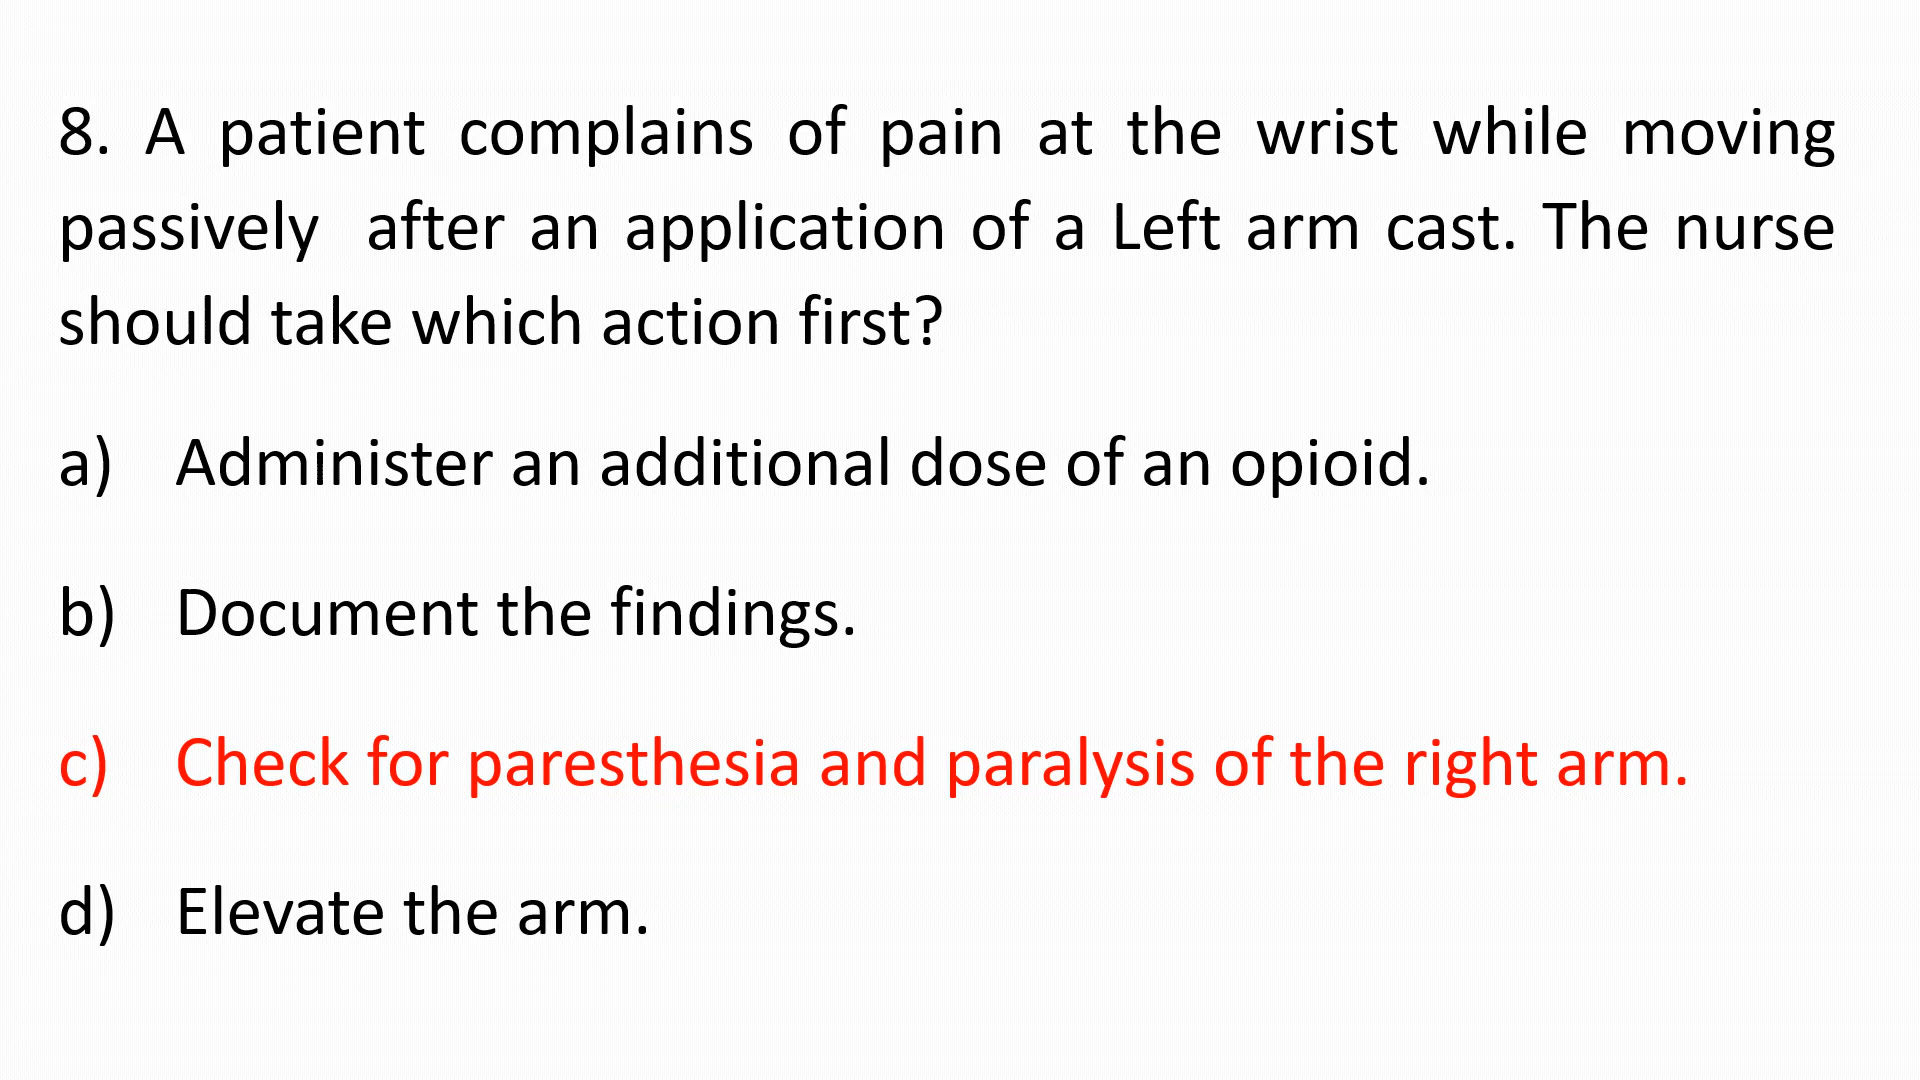 8. A patient complains of pain at the wrist while moving
passively after an application of a Left arm cast. The nurse
should take which action first?
a) Administer an additional dose of an opioid.
b) Document the findings.
c) Check for paresthesia and paralysis of the right arm.
d) Elevate the arm.